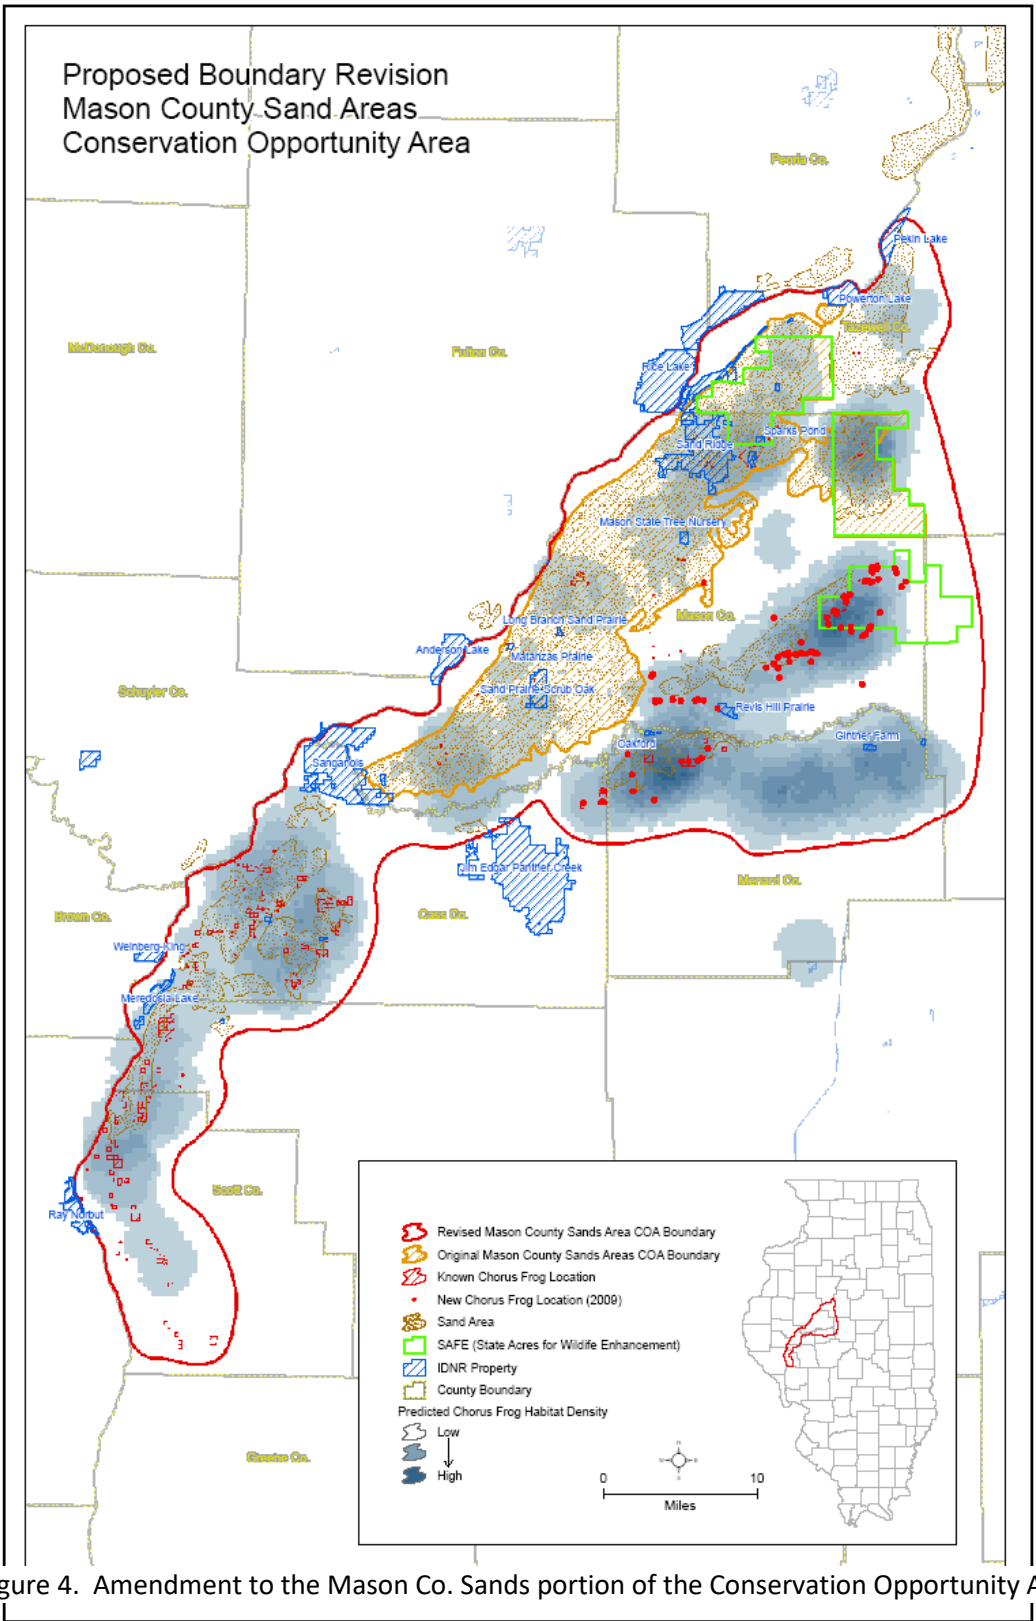 Proposed Boundary Revision
Mason County Sand Areas
Conservation Opportunity Area
Peoria Co.
Pekin Lake
Powerton Lake
Tazewell Co.
McDonough Co.
Fulton Co.
Rice Lake
Sparks Pond
Sand Ridge
Mason State Tree Nursery
Mason Co.
Long Branch Sand Prairie
Anderson Lake
Matanzas Prairie
Sand Prairie Scrub Oak
Schuyler Co.
Revis Hill Prairie
Ginther Farm
Oakford
Sanganois
Jim Edgar Panther Creek
Menard Co.
Cass Co.
Brown Co.
Weinberg-King
Meredosia Lake
Scott Co.
Ray Norbut
Greene Co.
Revised Mason County Sands Area COA Boundary
Original Mason County Sands Areas COA Boundary
Known Chorus Frog Location
New Chorus Frog Location (2009)
Sand Area
SAFE (State Acres for Wildlife Enhancement)
IDNR Property
County Boundary
Predicted Chorus Frog Habitat Density
Low
High
N
W
E
S
0 10
Miles
gure 4. Amendment to the Mason Co. Sands portion of the Conservation Opportunity A